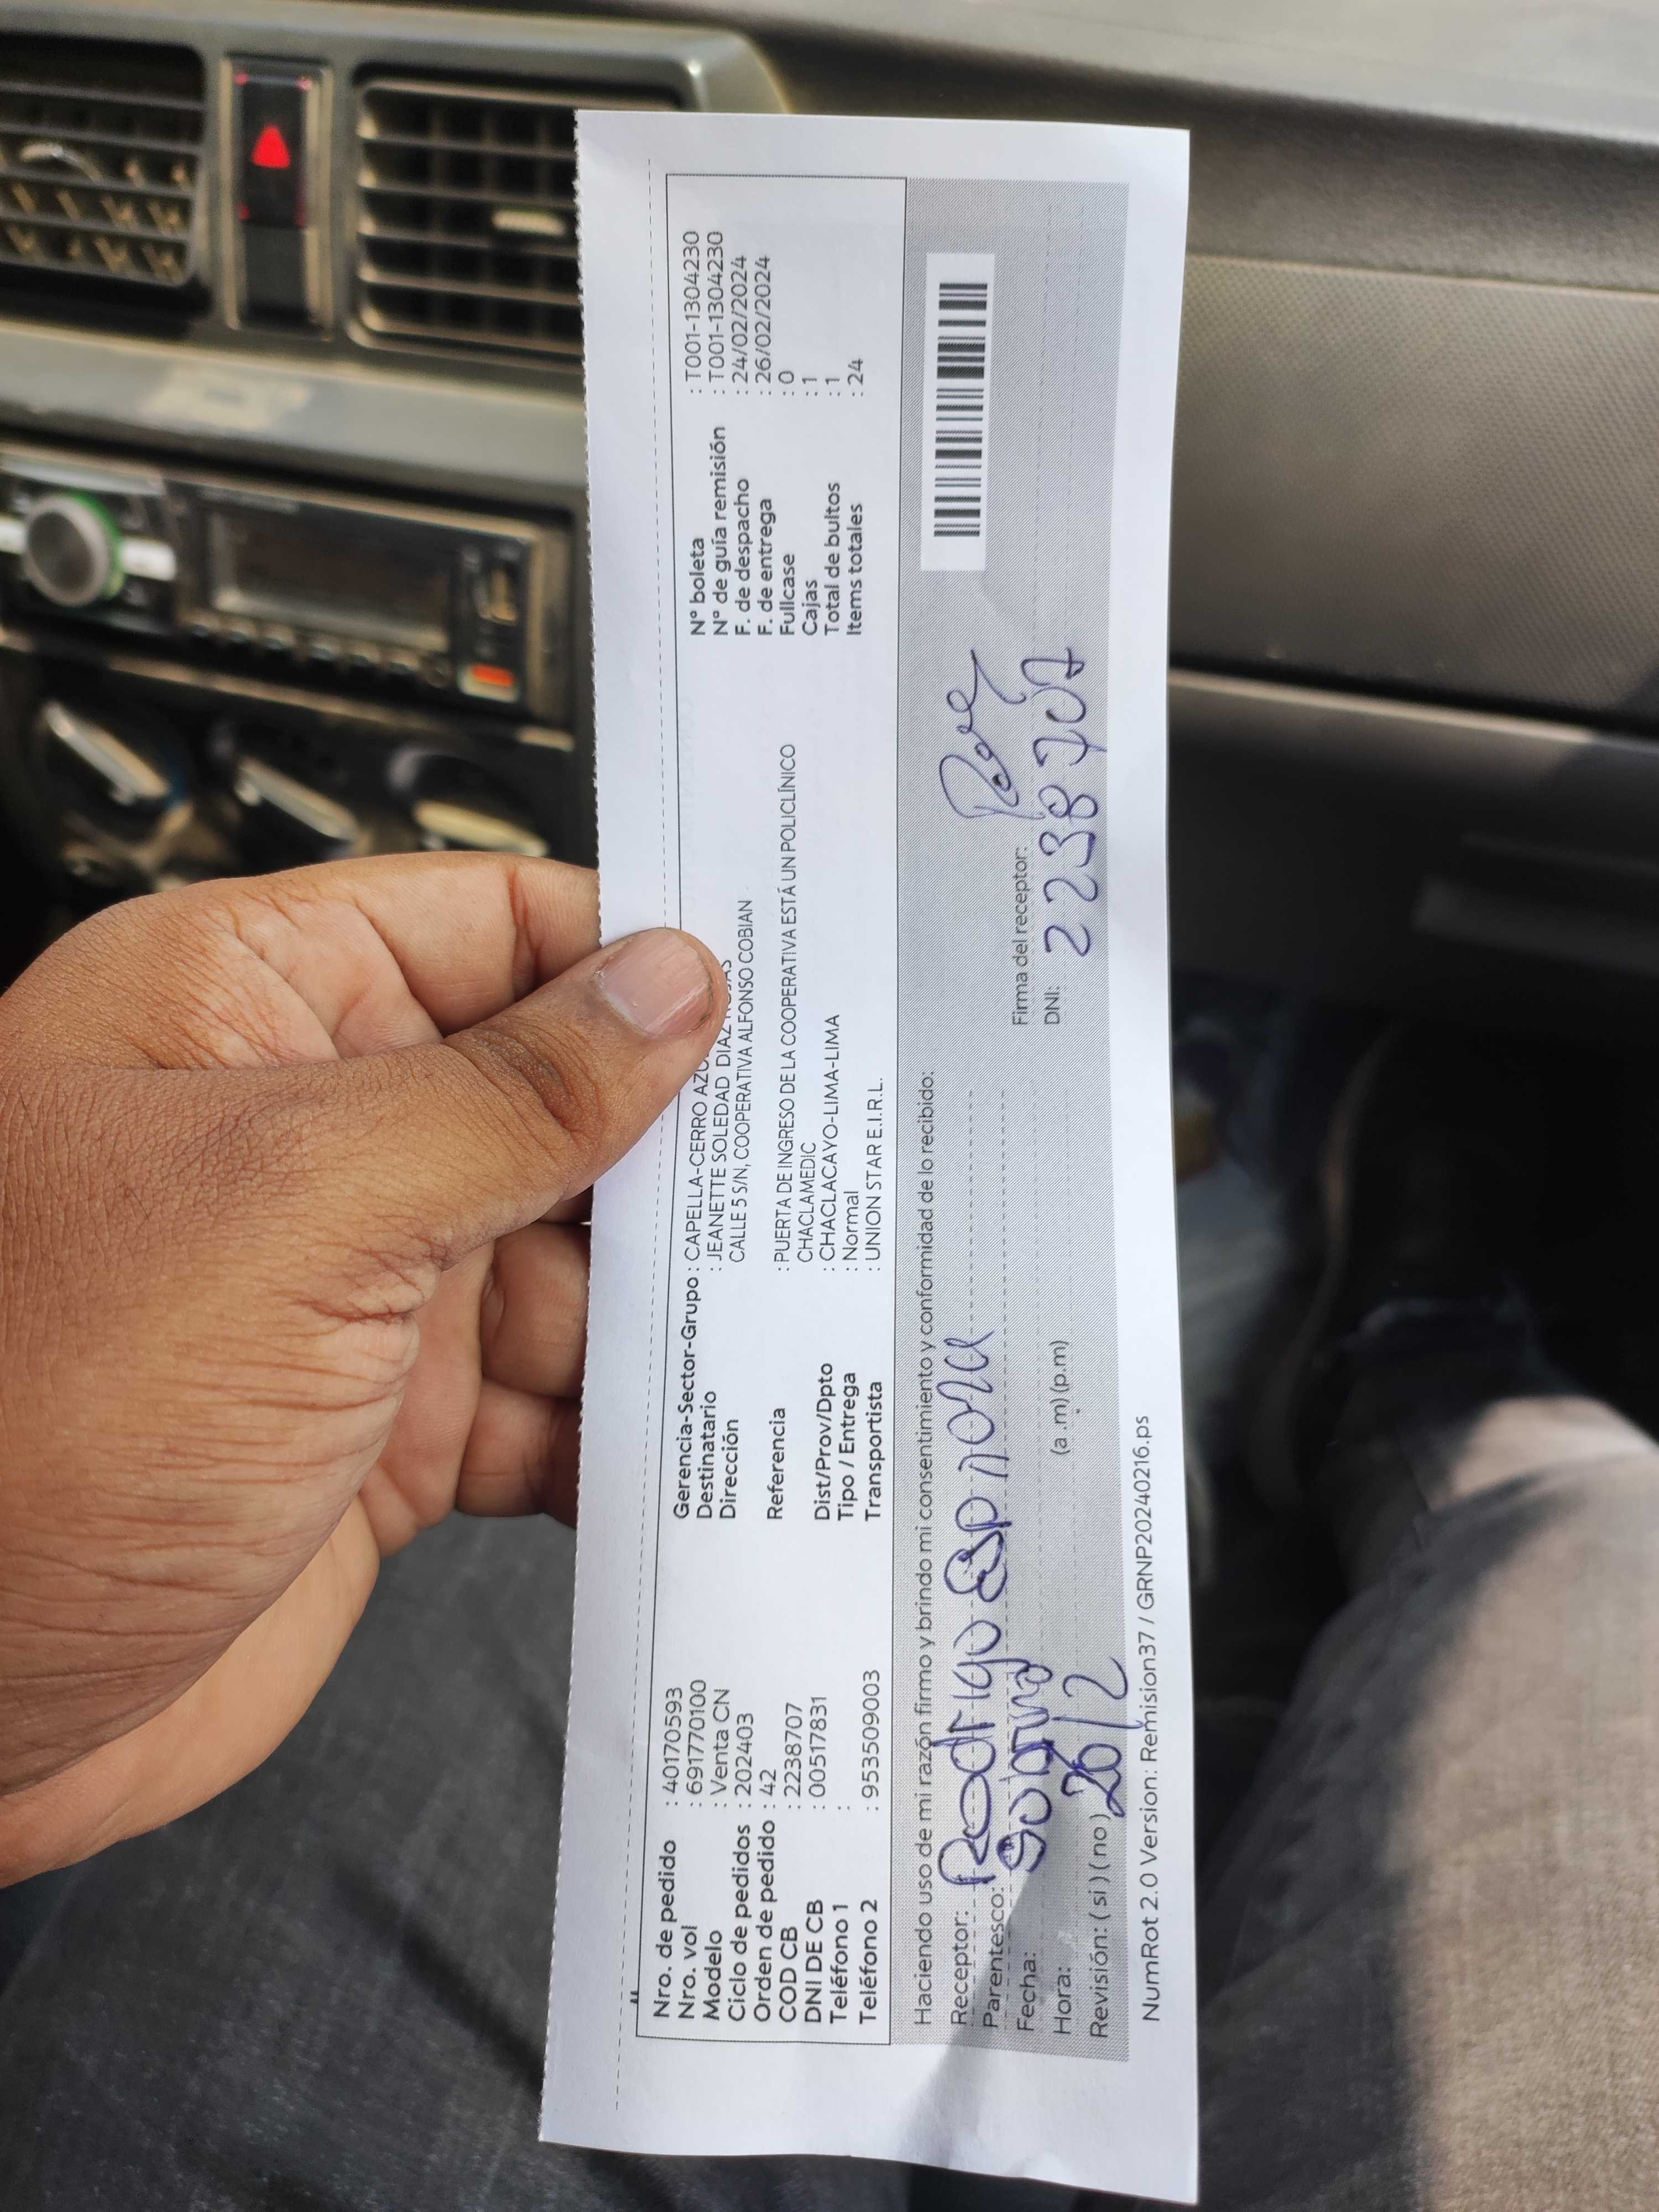 Nro. de pedido : 40170593
Nro. vol : 691770100
Modelo : Venta CN
Ciclo de pedidos : 202403
Orden de pedido : 42
COD CB : 2238707
DNI DE CB : 00517831
Teléfono 1 :
Teléfono 2 : 953509003
Gerencia-Sector-Grupo : CAPELLA-CERRO
Destinatario : JEANETTE SOLEDAD DIAZ
Dirección CALLE 5 S/N, COOPERATIVA ALFONSO COBIAN
Referencia : PUERTA DE INGRESO DE LA COOPERATIVA ESTÁ UN POLICLÍNICO
CHACLAMEDIC
Dist/Prov/Dpto : CHACLACAYO-LIMA-LIMA
Tipo / Entrega : Normal
Transportista : UNION STAR E.I.R.L.
N° boleta : T001-1304230
N° de guía remisión : T001-1304230
F. de despacho : 24/02/2024
F. de entrega : 26/02/2024
Fullcase : 0
Cajas : 1
Total de bultos : 1
Items totales : 24
Haciendo uso de mi razón firmo y brindo mi consentimiento y conformidad de lo recibido:
Receptor: Rodrigo espinoza
Parentesco:
Fecha:
Hora: (a.m) (p.m)
Revisión: ( si ) ( no )
Firma del receptor:
DNI: 2238707
NumRot 2.0 Version: Remision37 / GRNP20240216.ps